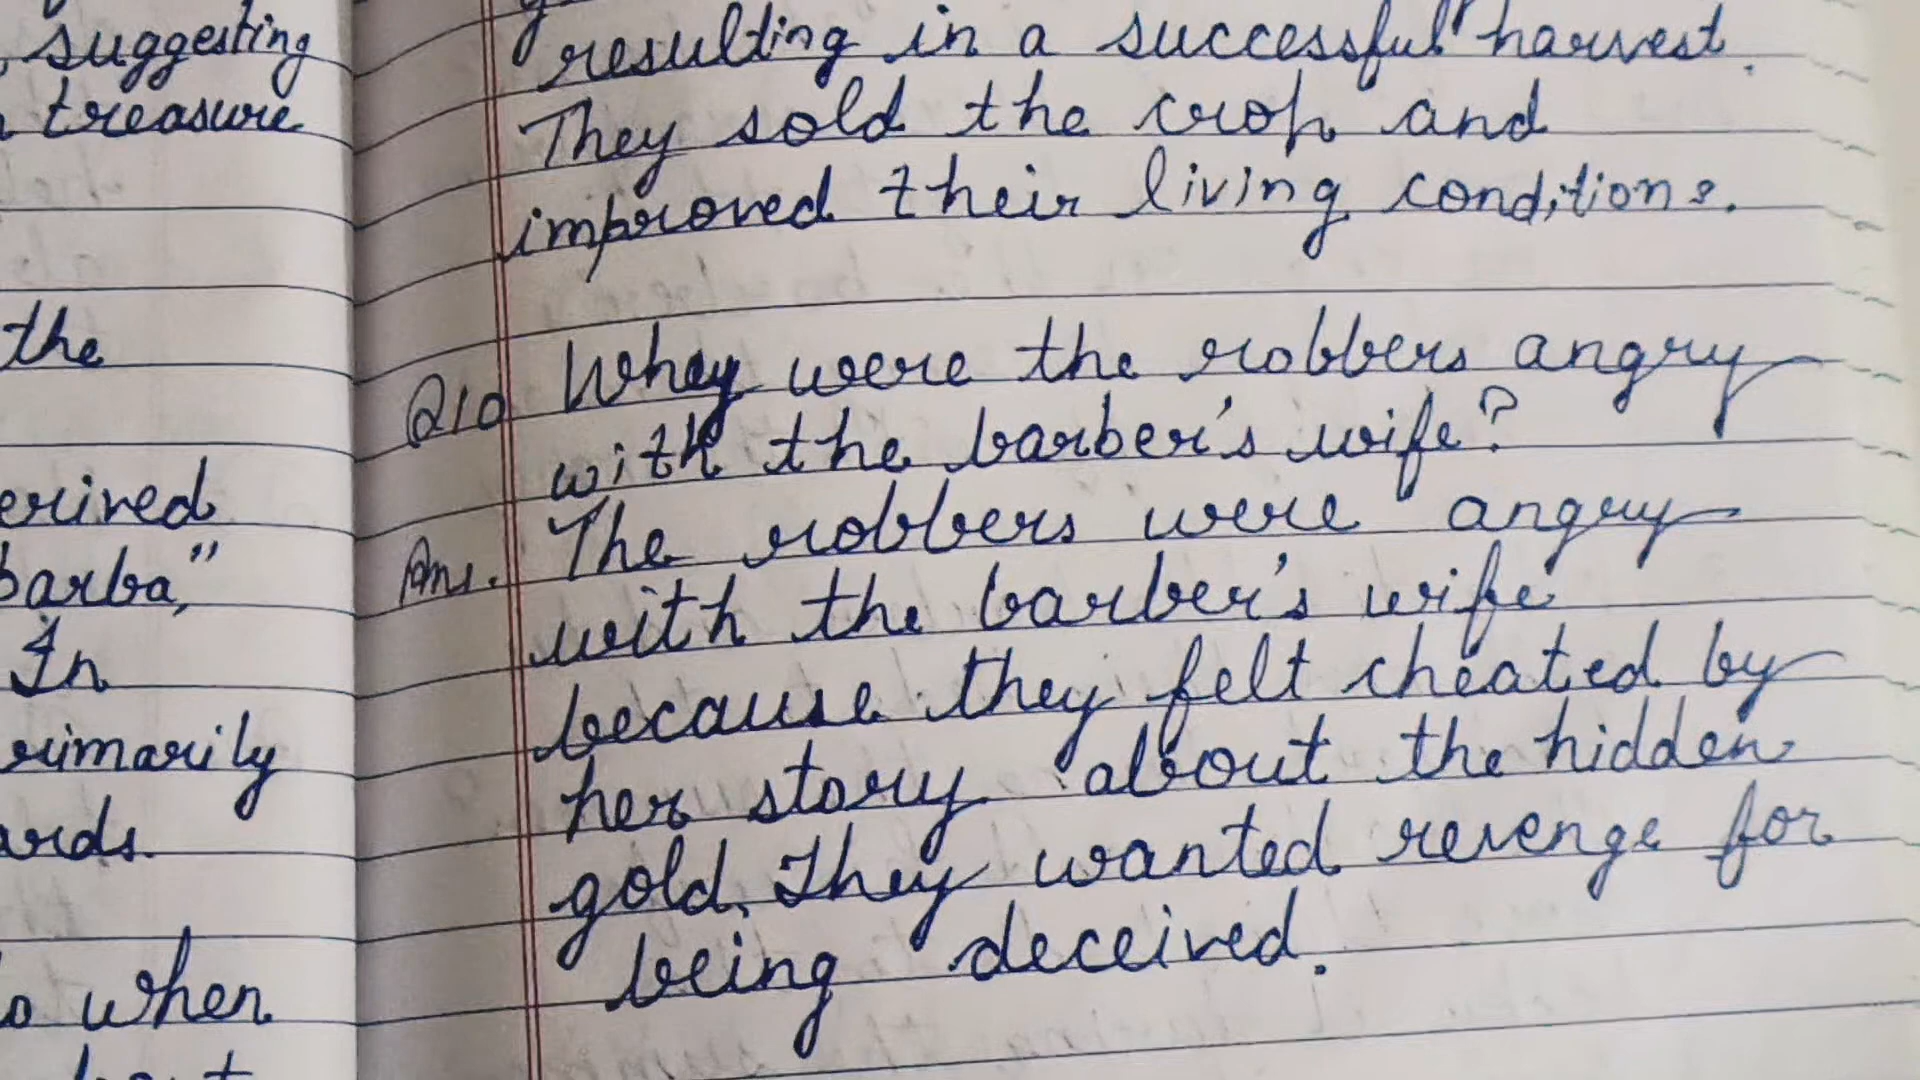 suggesting
treasure
the
erived
barba,"
In
rimarily
ards.
when
resulting in a successful harvest.
They sold the crop and
improved their living conditions.
Q10 Whey were the robbers angry
with the barber's wife?
Ans. The robbers were angry
with the barber's wife
because they felt cheated by
her story about the hidden
gold. They wanted revenge for
being deceived.